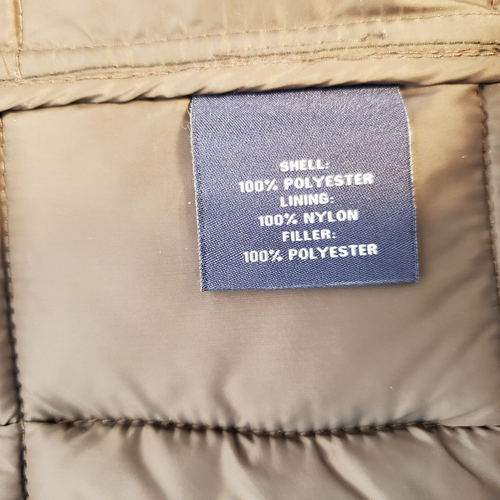 SHELL:
100% POLYESTER
LINING:
100% NYLON
FILLER:
100% POLYESTER